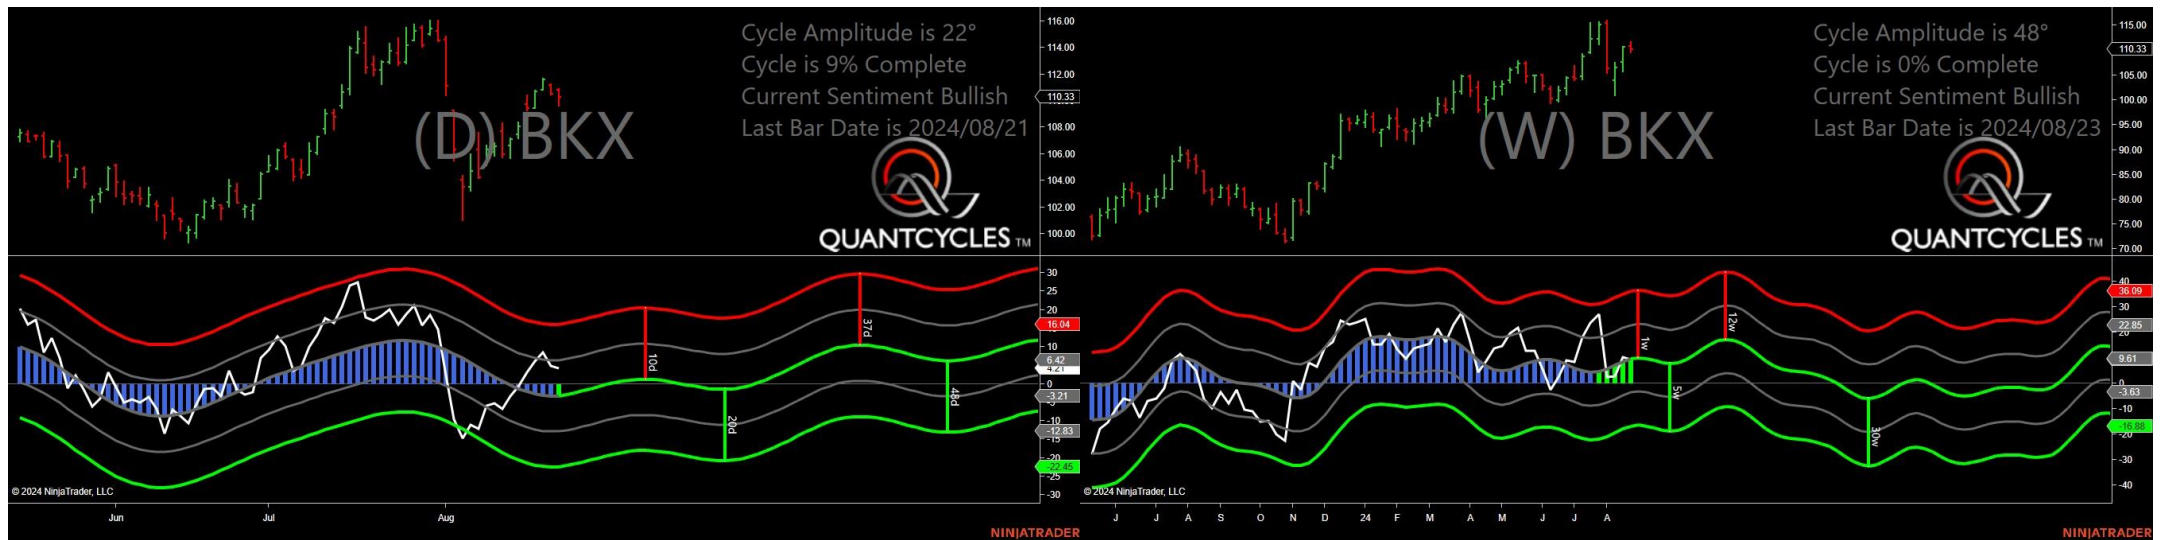 Cycle Amplitude is 22°
Cycle is 9% Complete
Current Sentiment Bullish
Last Bar Date is 2024/08/21
(D) BKX
QUANTCYCLES TM
116.00
114.00
112.00
110.33
108.00
106.00
104.00
102.00
100.00
30
25
20
16.04
10
6.42
4.21
0
-3.21
-10
-12.83
-15
-20
-22.45
-25
-30
10d
20d
37d
48d
© 2024 NinjaTrader, LLC
Jun Jul Aug
NINJATRADER
Cycle Amplitude is 48°
Cycle is 0% Complete
Current Sentiment Bullish
Last Bar Date is 2024/08/23
(W) BKX
QUANTCYCLES TM
115.00
110.33
105.00
100.00
95.00
90.00
85.00
80.00
75.00
70.00
40
36.09
30
22.85
20
9.61
0
-3.63
-10
-16.88
-20
-30
-40
1w
5w
12w
30w
© 2024 NinjaTrader, LLC
J J A S O N D 24 F M A M J J A
NINJATRADER